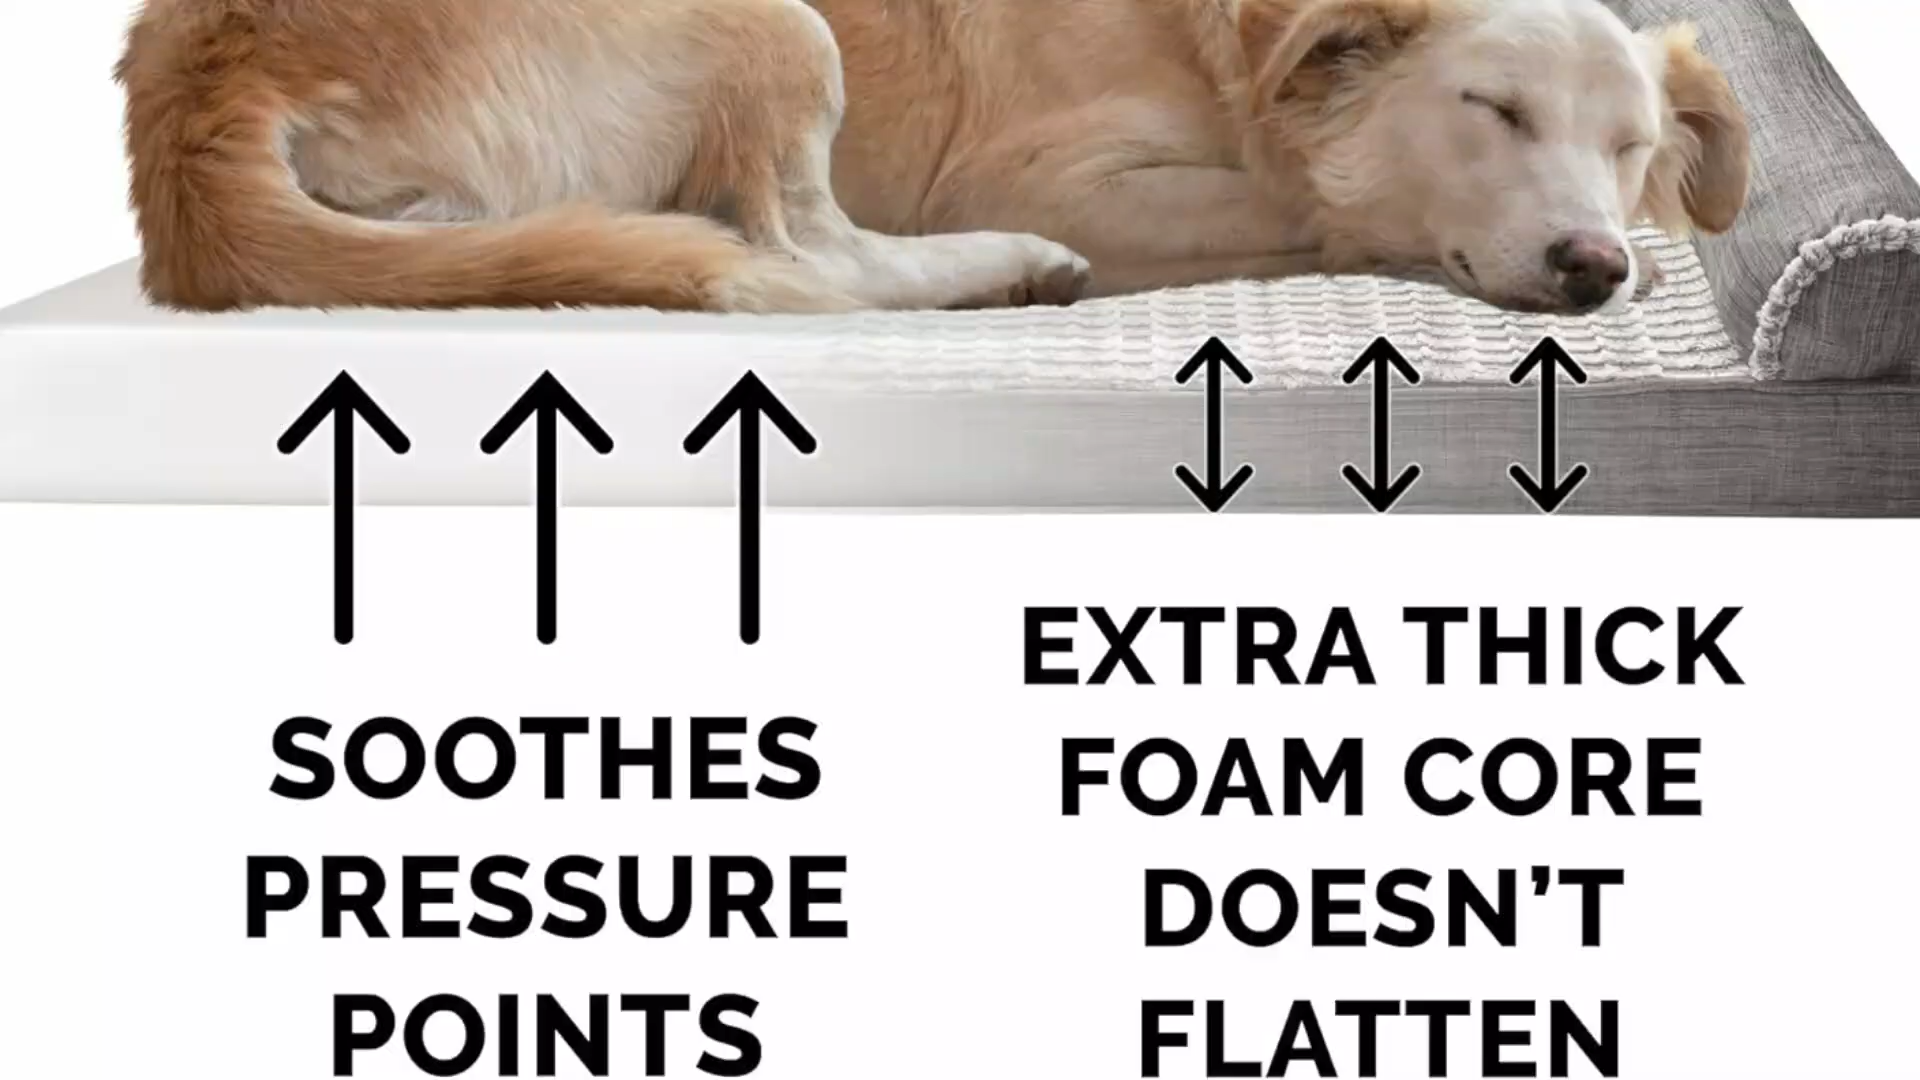 SOOTHES
PRESSURE
POINTS
EXTRA THICK
FOAM CORE
DOESN’T
FLATTEN